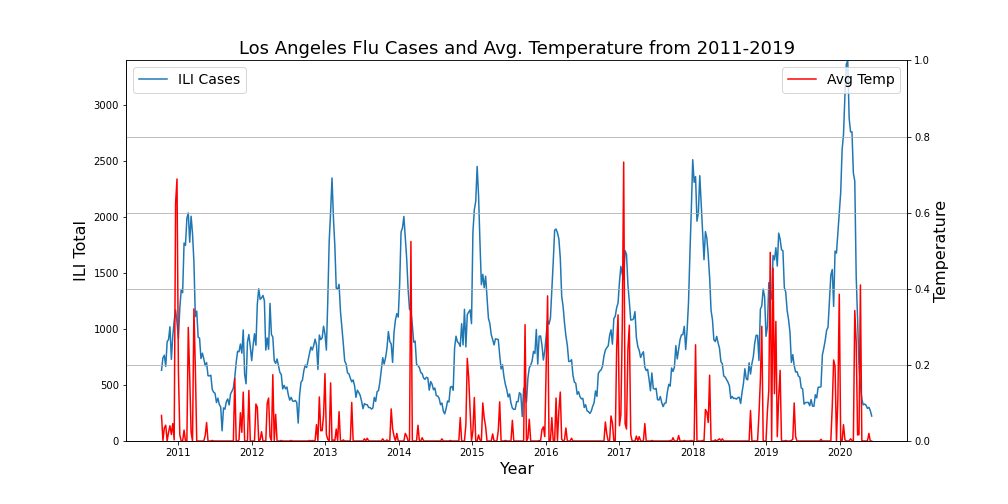 Los Angeles Flu Cases and Avg. Temperature from 2011-2019
ILI Cases
Avg Temp
ILI Total
3000
2500
2000
1500
1000
500
0
1.0
0.8
0.6
0.4
0.2
0.0
Temperature
2011 2012 2013 2014 2015 2016 2017 2018 2019 2020
Year